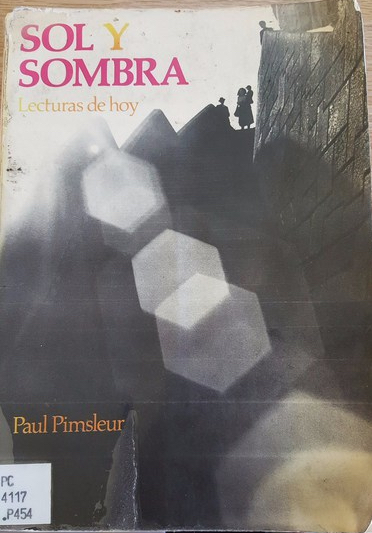 SOL Y
SOMBRA
Lecturas de hoy
Paul Pimsleur
PC
4117
.P454